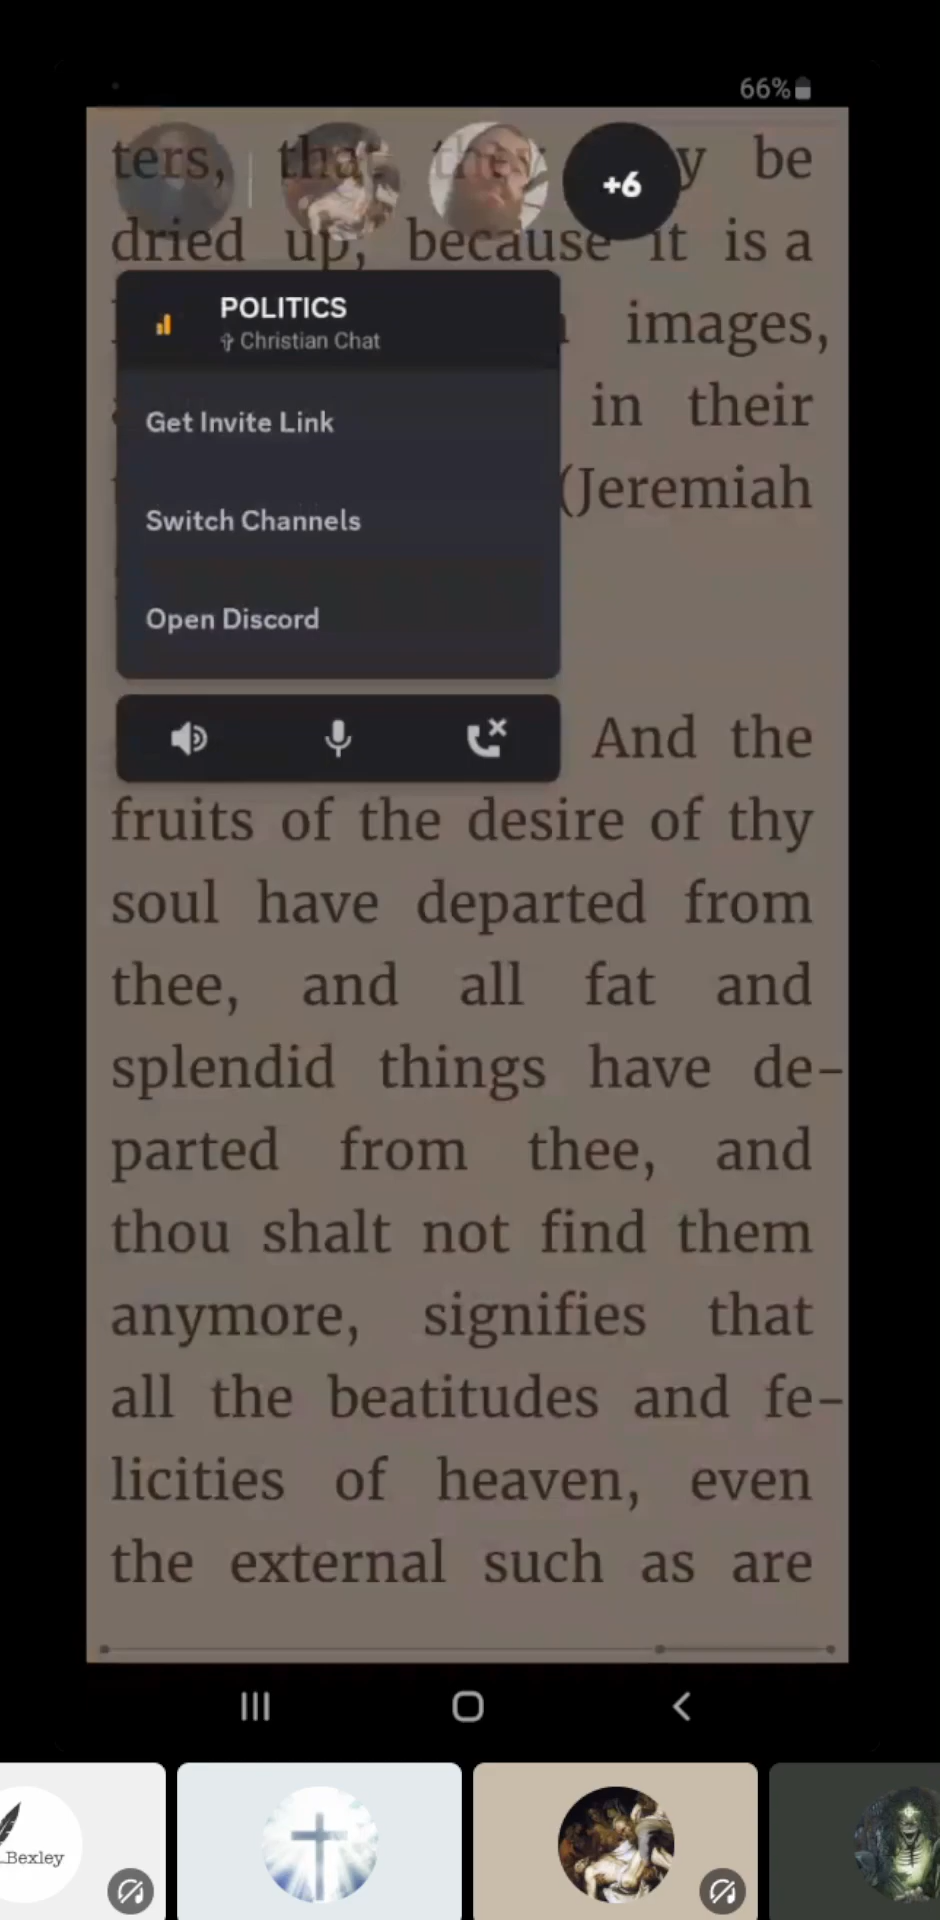 66%
ters, that they y be
+6
dried up, because it is a
images,
in their
(Jeremiah
POLITICS
✞ Christian Chat
Get Invite Link
Switch Channels
Open Discord
And the
fruits of the desire of thy
soul have departed from
thee, and all fat and
splendid things have de-
parted from thee, and
thou shalt not find them
anymore, signifies that
all the beatitudes and fe-
licities of heaven, even
the external such as are
.Bexley